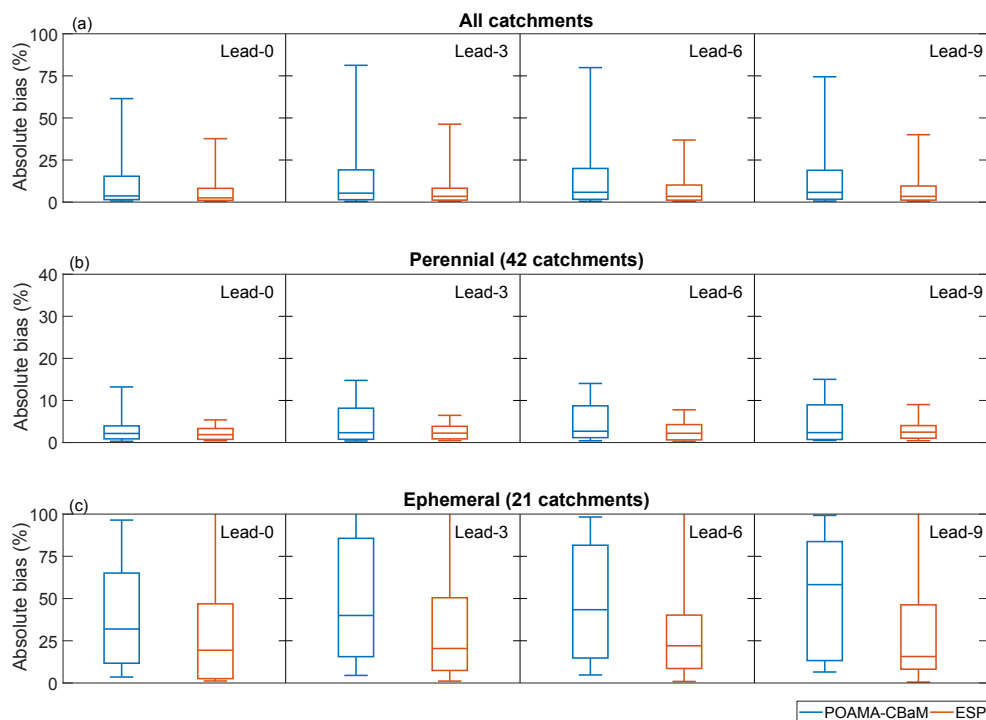 (a)
All catchments
Absolute bias (%)
100
75
50
25
0
Lead-0
Lead-3
Lead-6
Lead-9
(b)
Perennial (42 catchments)
Absolute bias (%)
40
30
20
10
0
Lead-0
Lead-3
Lead-6
Lead-9
(c)
Ephemeral (21 catchments)
Absolute bias (%)
100
75
50
25
0
Lead-0
Lead-3
Lead-6
Lead-9
POAMA-CBaM
ESP